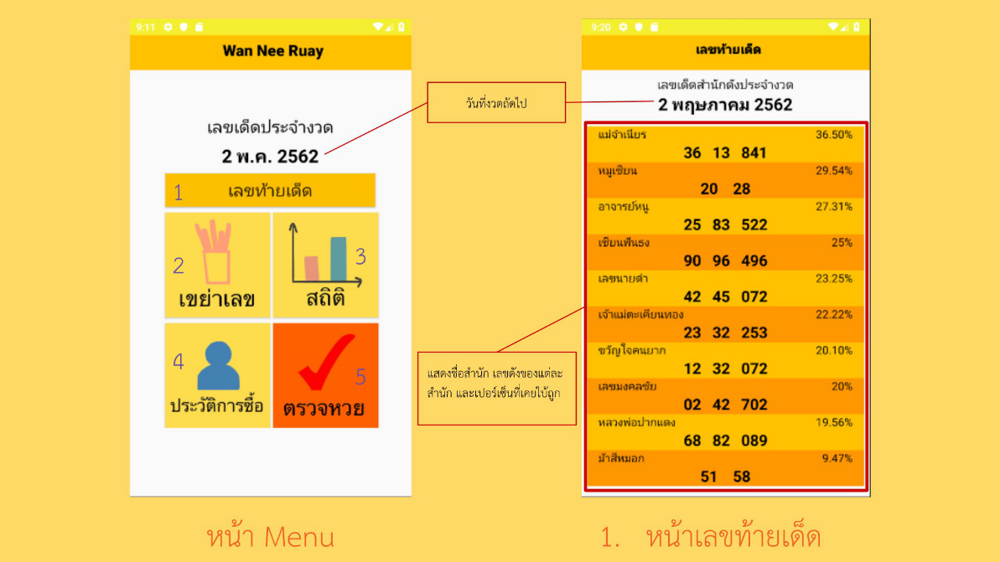 9:11
Wan Nee Ruay
เลขเด็ดประจำงวด
2 พ.ค. 2562
1 เลขท้ายเด็ด
2
เขย่าเลข
3
สถิติ
4
ประวัติการซื้อ
5
ตรวจหวย
หน้า Menu
วันที่งวดถัดไป
แสดงชื่อสำนัก เลขดังของแต่ละ
สำนัก และเปอร์เซ็นที่เคยใบ้ถูก
9:20
เลขท้ายเด็ด
เลขเด็ดสำนักดังประจำงวด
2 พฤษภาคม 2562
แม่จำเนียร 36.50%
36 13 841
หมูเซียน 29.54%
20 28
อาจารย์หนู 27.31%
25 83 522
เซียนฟันธง 25%
90 96 496
เลขนายดำ 23.25%
42 45 072
เจ้าแม่ตะเคียนทอง 22.22%
23 32 253
ขวัญใจคนยาก 20.10%
12 32 072
เลขมงคลชัย 20%
02 42 702
หลวงพ่อปากแดง 19.56%
68 82 089
ม้าสีหมอก 9.47%
51 58
1. หน้าเลขท้ายเด็ด